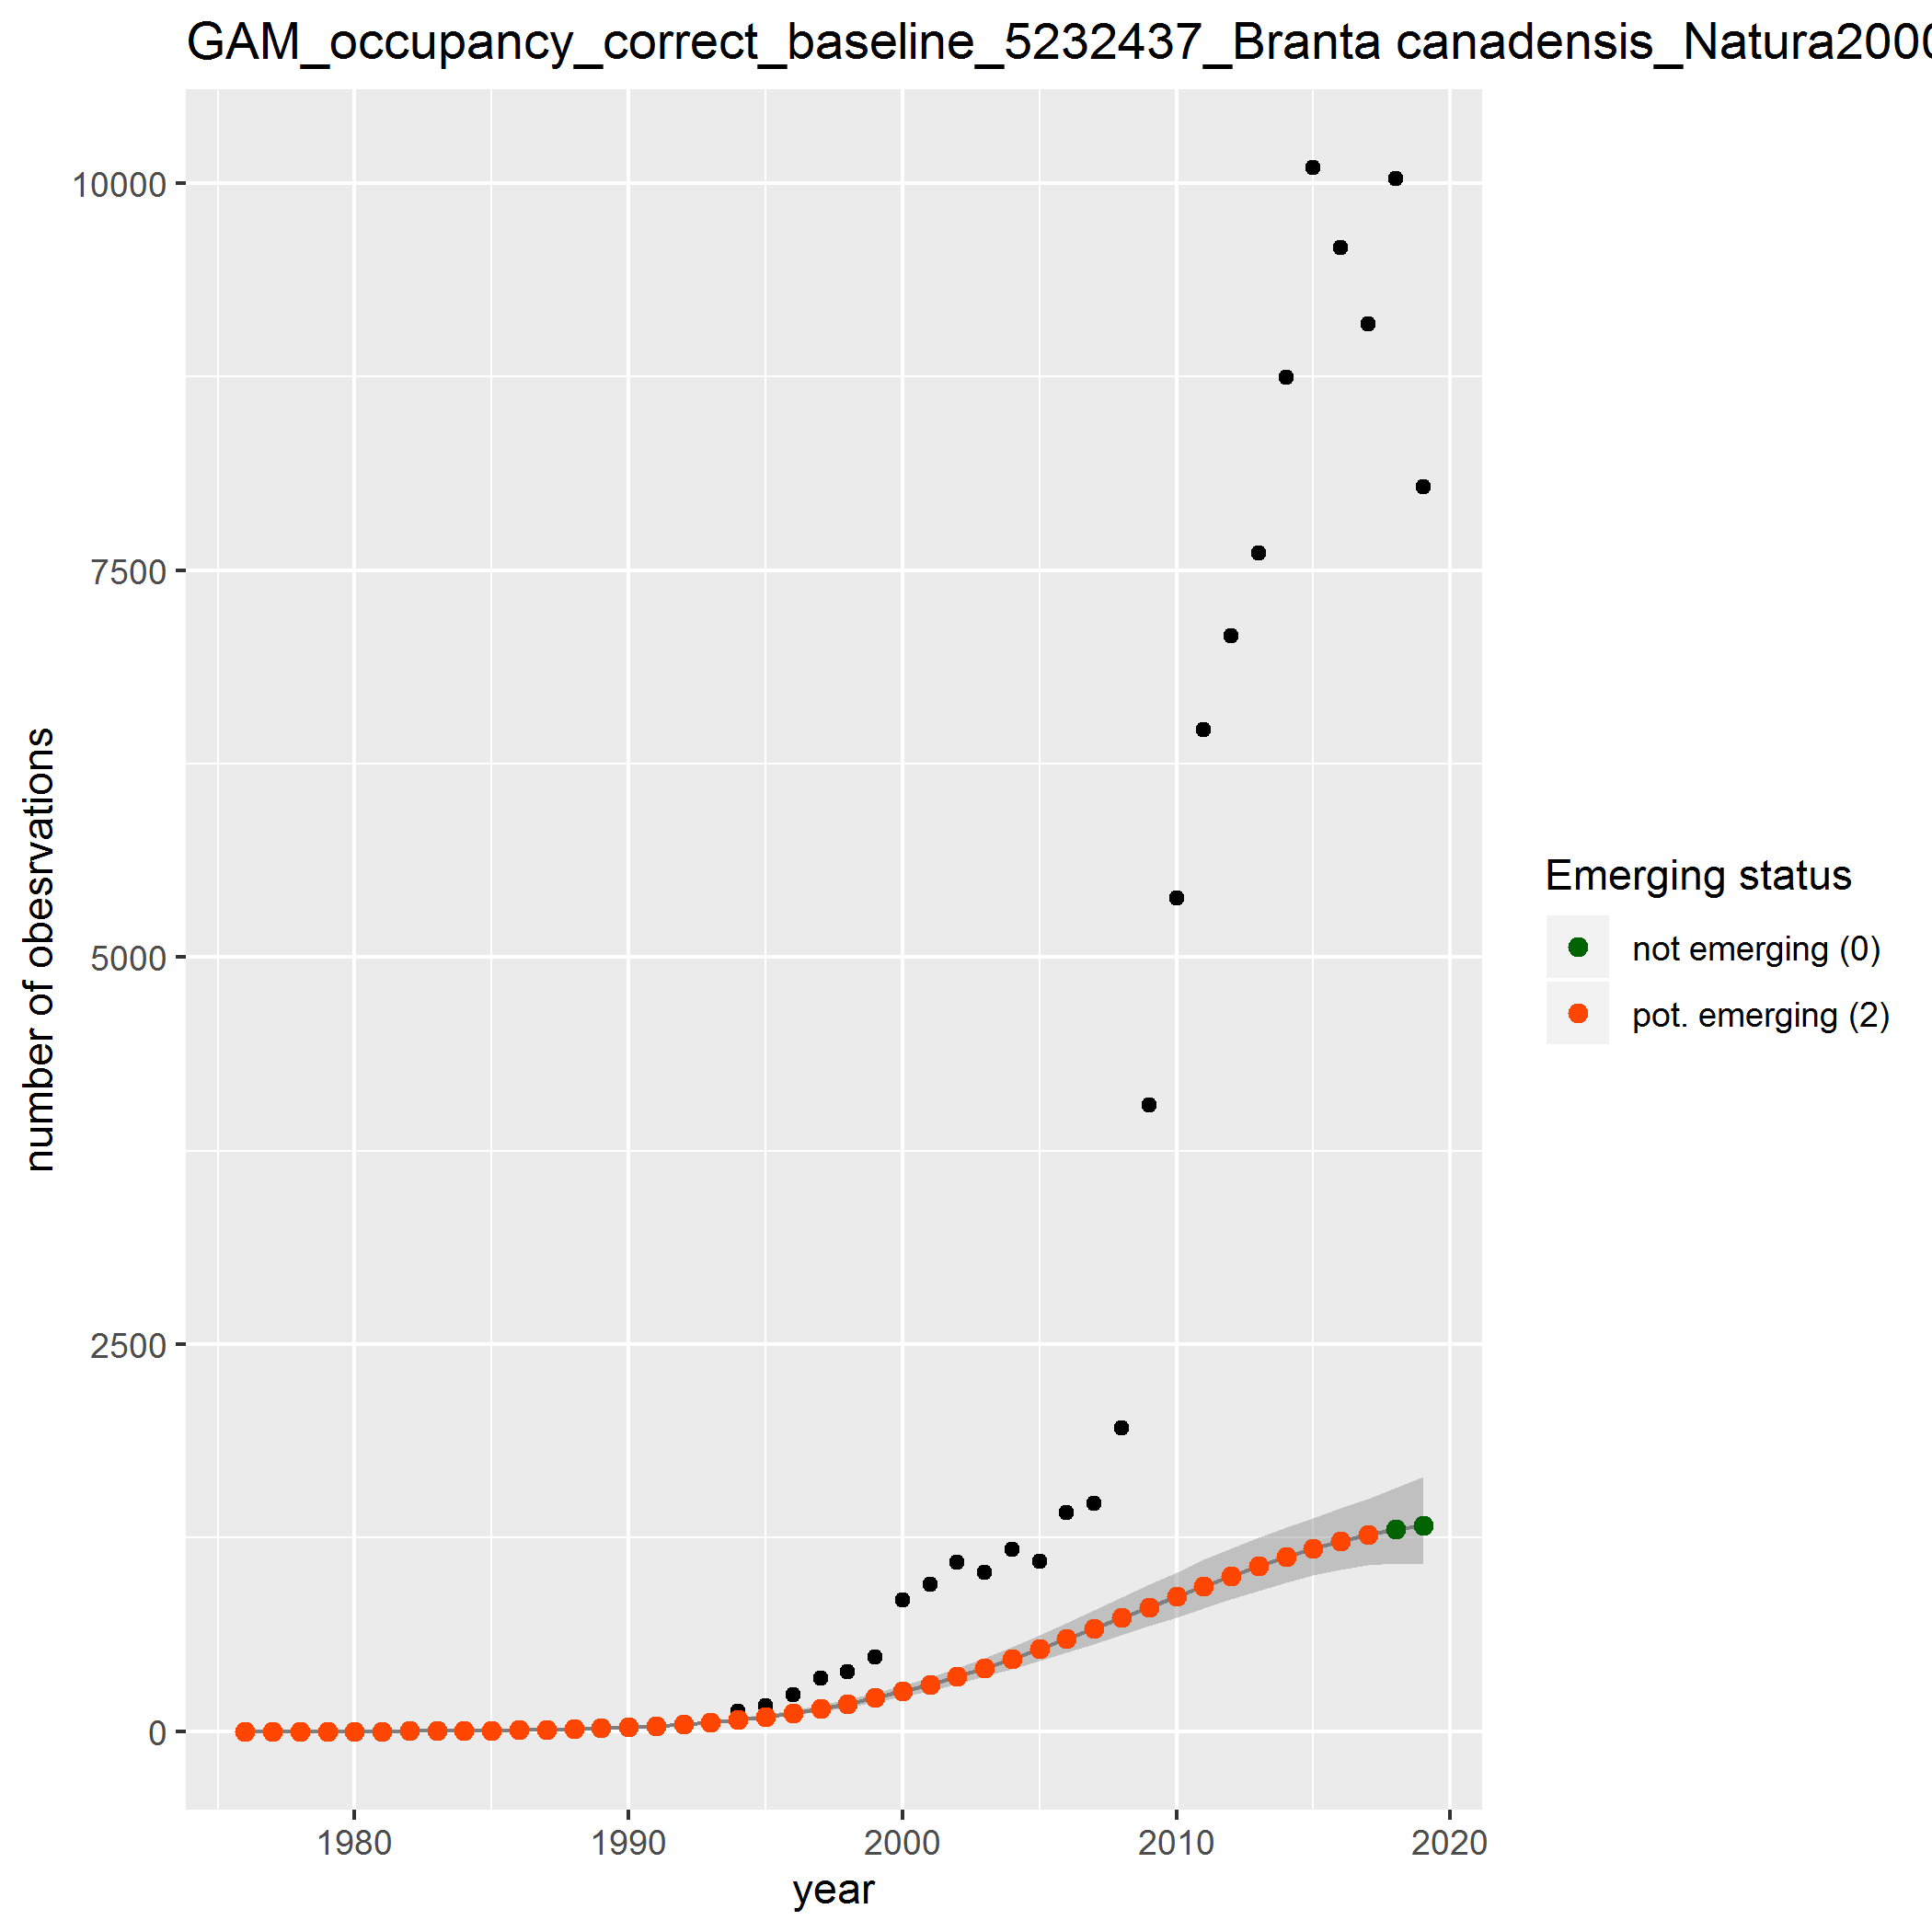 GAM_occupancy_correct_baseline_5232437_Branta canadensis_Natura2000
10000
7500
5000
2500
0
number of obesrvations
1980
1990
2000
2010
2020
year
Emerging status
not emerging (0)
pot. emerging (2)